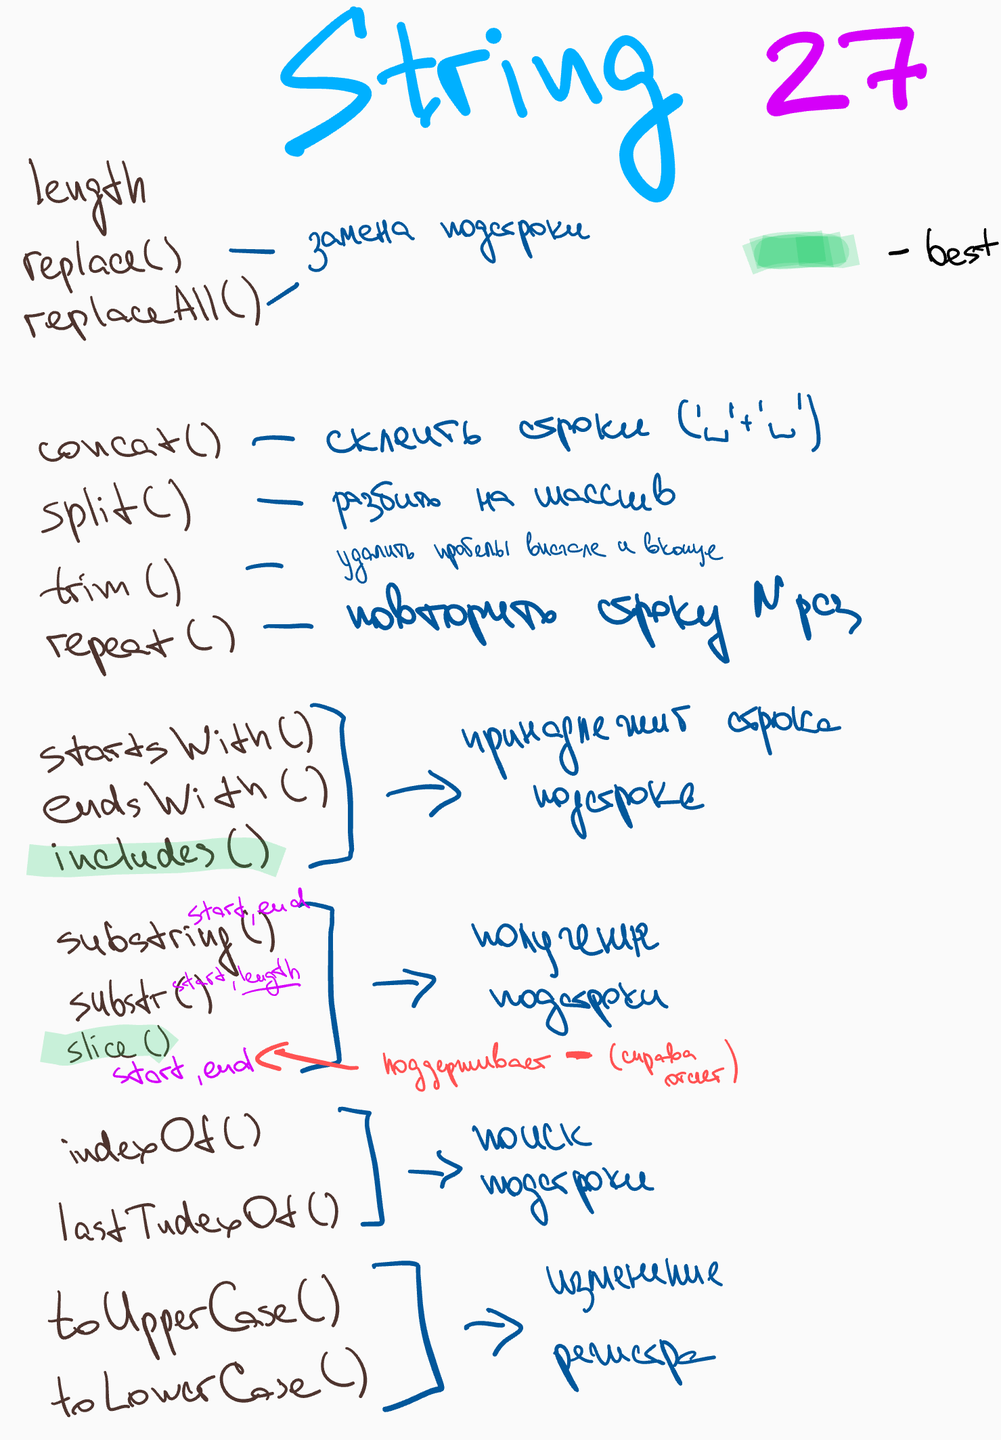 String 27
length
replace() — замена подстроки
replaceAll()
— best
concat() — склеить строки ('␣'+'␣')
split() — разбить на массив
trim() — удалить пробелы вначале и вконце
repeat() — повторить строку N раз
startsWith()
endsWith()
includes()
→ принадлежит строка
подстроке
substring() start, end
substr() start, length
slice()
start, end
→ получение
подстроки
поддерживает – (справа
отсчет)
indexOf()
lastIndexOf()
→ поиск
подстроки
toUpperCase()
toLowerCase()
→ изменение
регистра